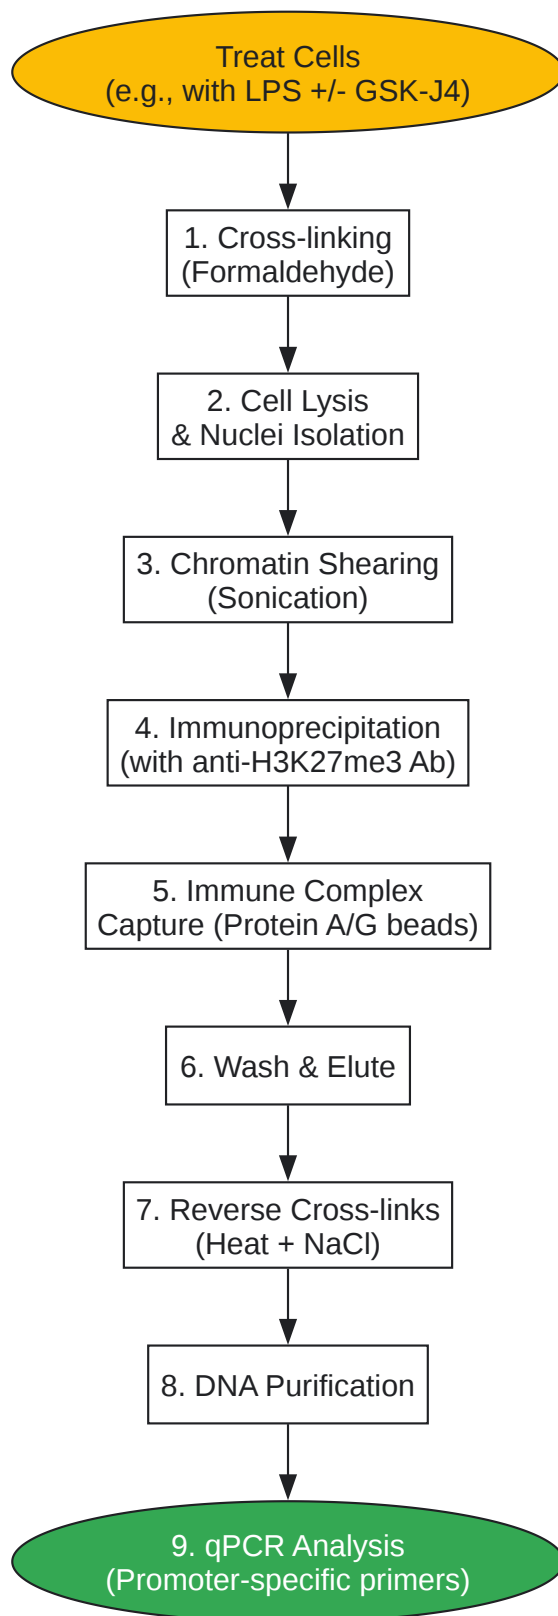 Treat Cells
(e.g., with LPS +/- GSK-J4)
1. Cross-linking
(Formaldehyde)
2. Cell Lysis
& Nuclei Isolation
3. Chromatin Shearing
(Sonication)
4. Immunoprecipitation
(with anti-H3K27me3 Ab)
5. Immune Complex
Capture (Protein A/G beads)
6. Wash & Elute
7. Reverse Cross-links
(Heat + NaCl)
8. DNA Purification
9. qPCR Analysis
(Promoter-specific primers)